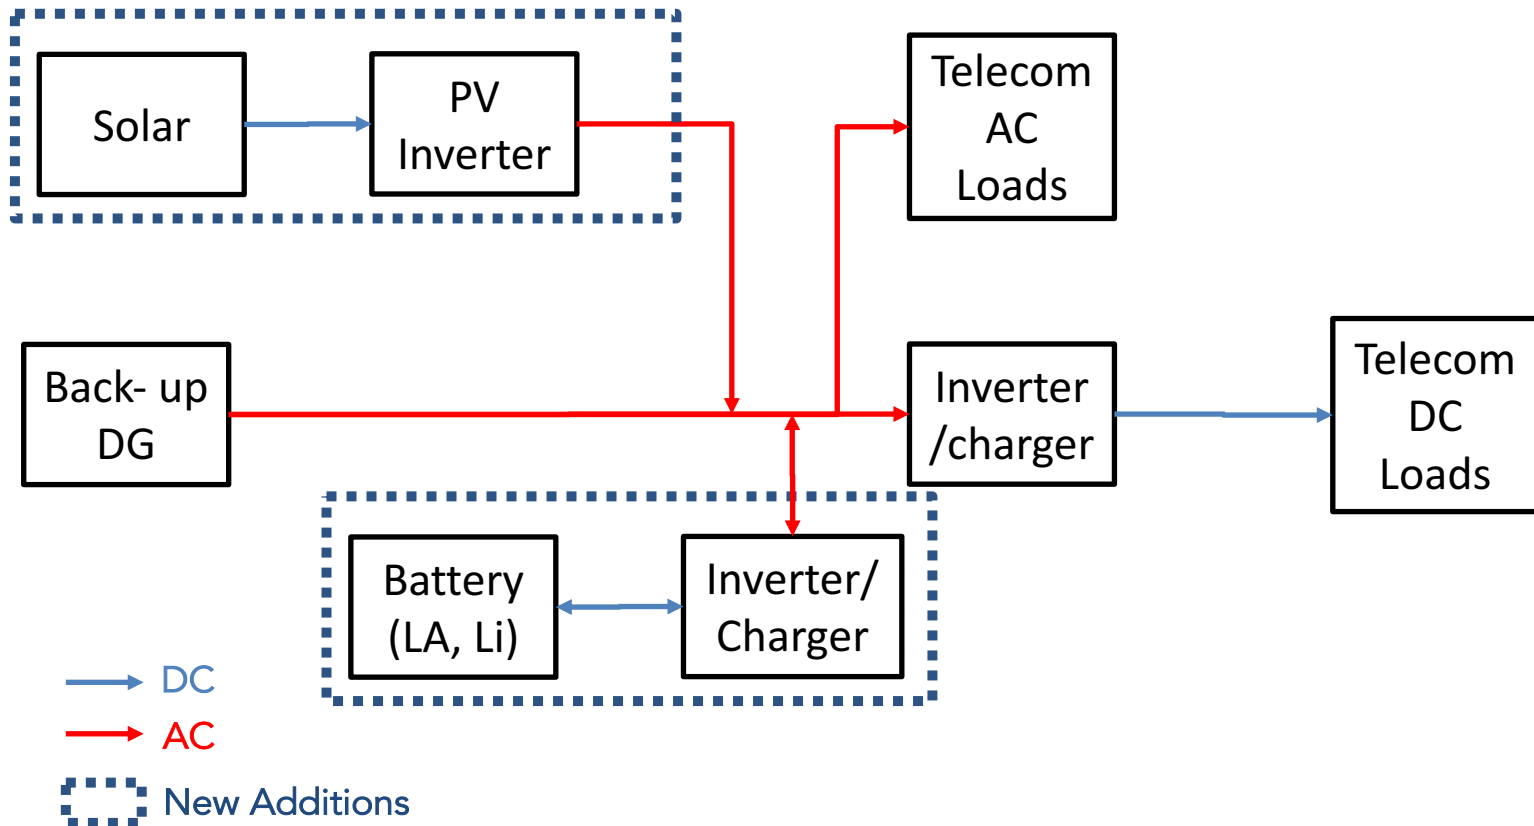 Solar
PV
Inverter
Telecom
AC
Loads
Back- up
DG
Inverter
/charger
Telecom
DC
Loads
Battery
(LA, Li)
Inverter/
Charger
DC
AC
New Additions